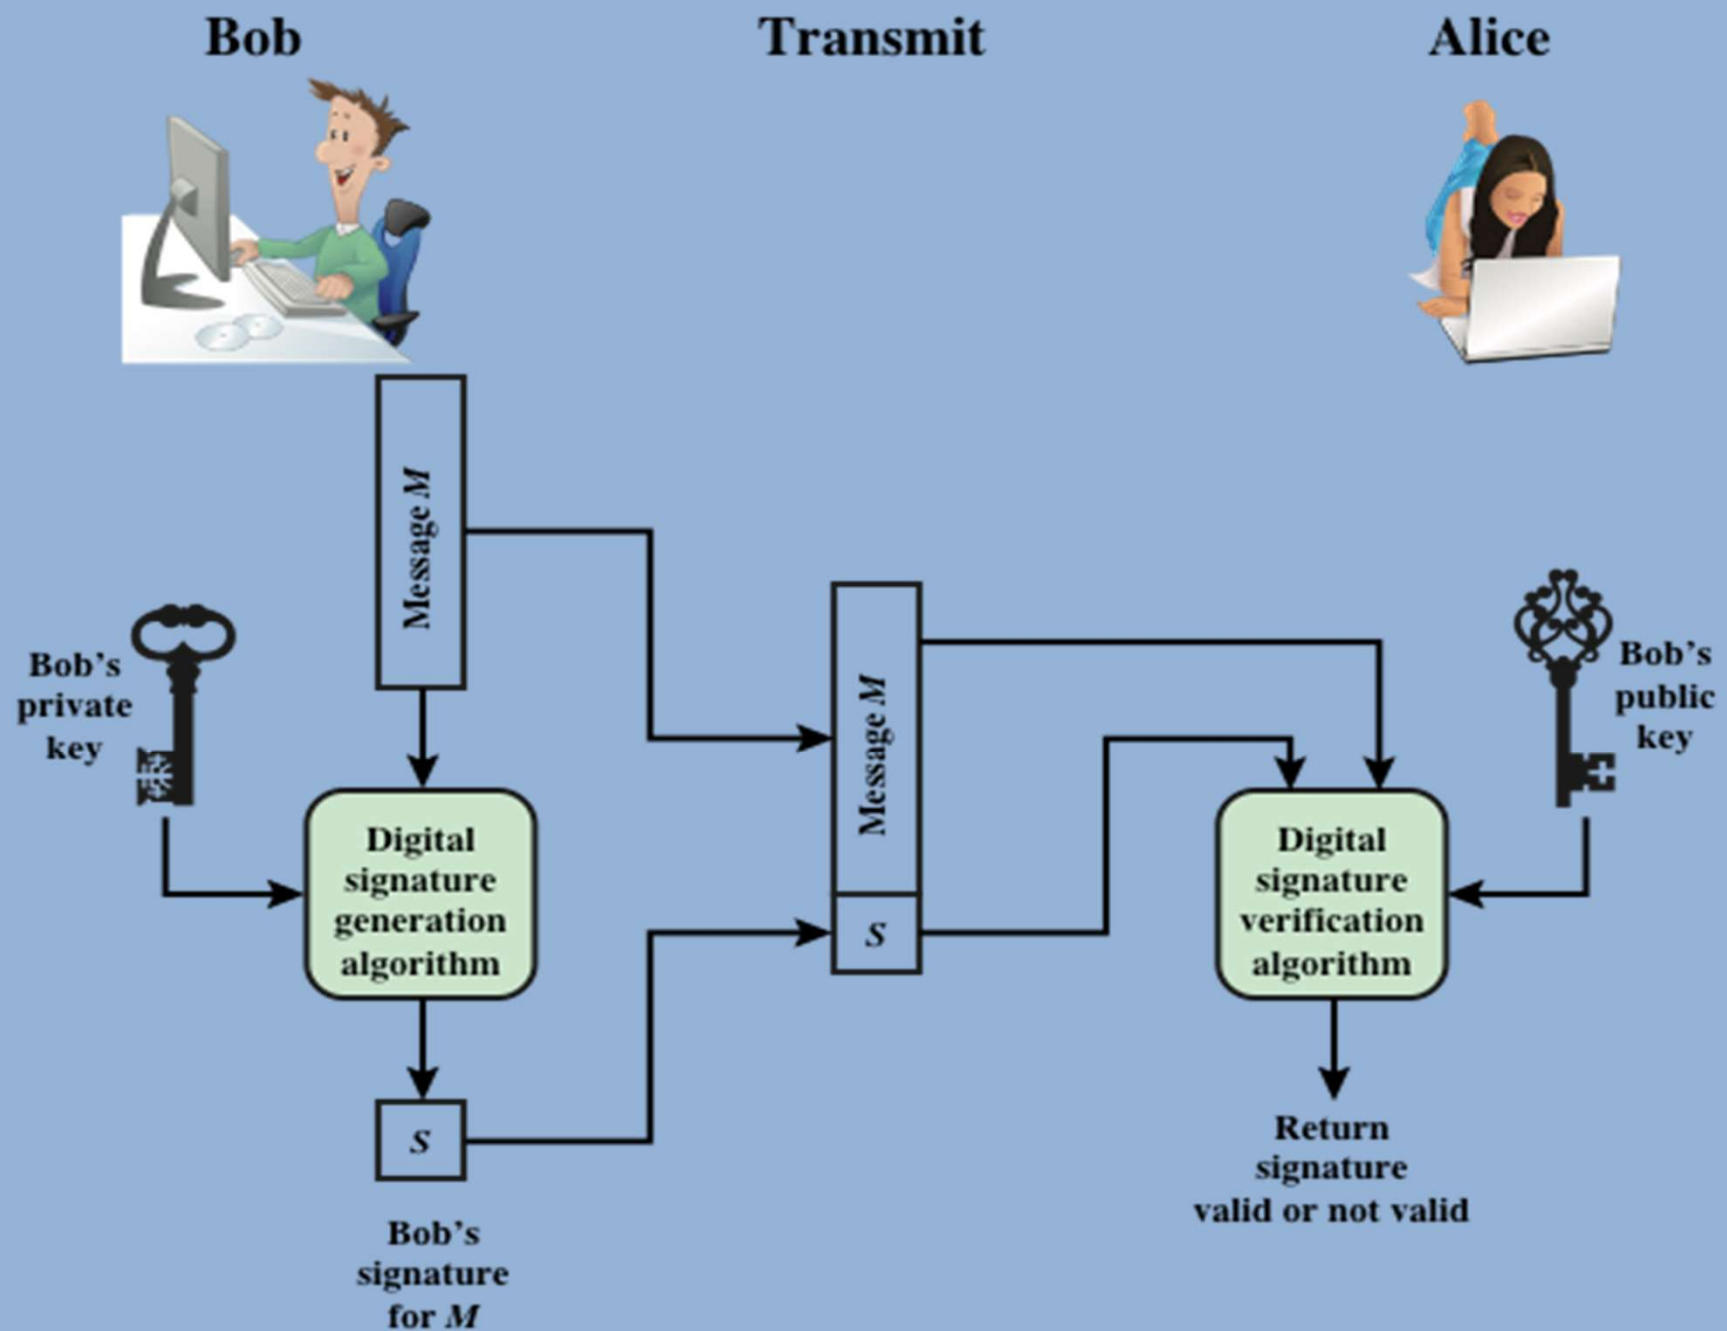 Bob
Transmit
Alice
Message M
Bob's
private
key
Message M
Bob's
public
key
Digital
signature
generation
algorithm
S
Digital
signature
verification
algorithm
S
Bob's
signature
for M
Return
signature
valid or not valid